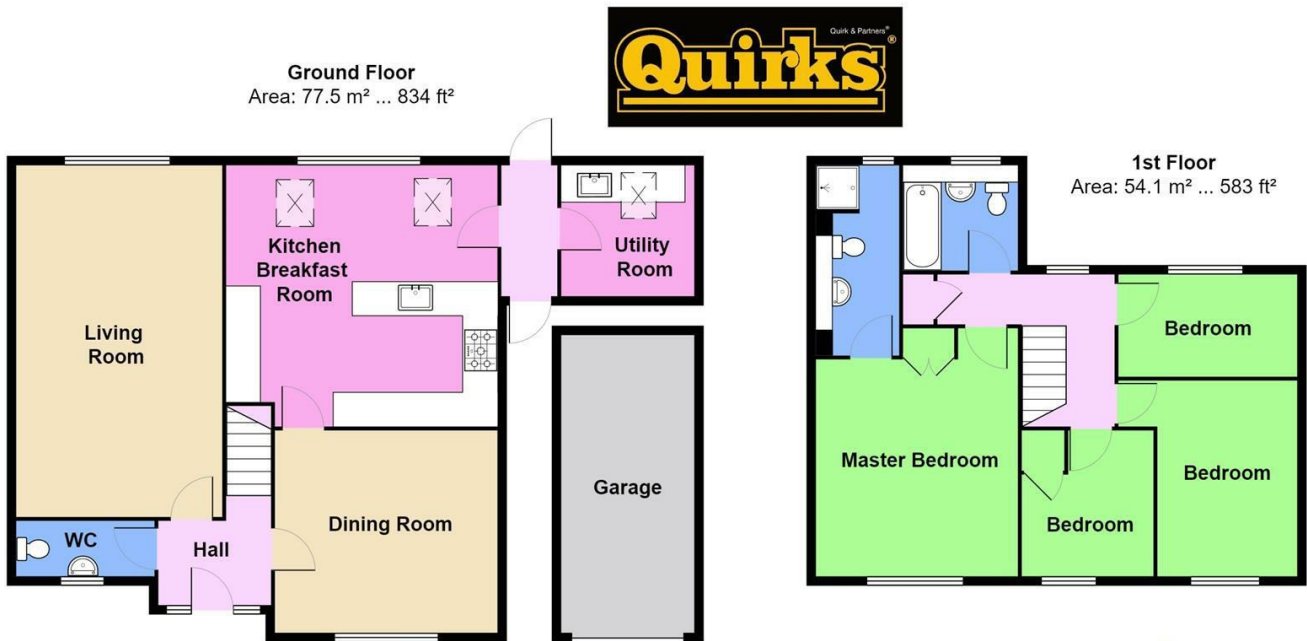 Quirk & Partners®
Quirks®
Ground Floor
Area: 77.5 m² ... 834 ft²
Kitchen
Breakfast
Room
Utility
Room
Living
Room
Dining Room
WC
Hall
Garage
1st Floor
Area: 54.1 m² ... 583 ft²
Bedroom
Master Bedroom
Bedroom
Bedroom